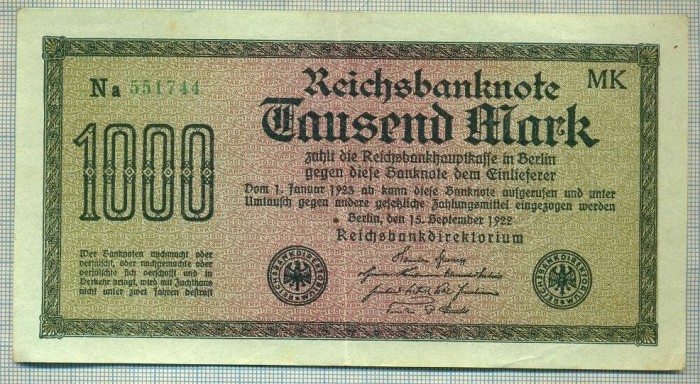 Na 551744
MK
Reichsbanknote
1000
Tausend Mark
zahlt die Reichsbankhauptkasse in Berlin
gegen diese Banknote dem Einlieferer
Vom 1. Januar 1923 ab kann diese Banknote aufgerufen und unter
Umtausch gegen andere gesetzliche Zahlungsmittel eingezogen werden
Berlin, den 15. September 1922
Reichsbankdirektorium
Wer Banknoten nachmacht oder
verfälscht, oder nachgemachte oder
verfälschte sich verschafft und in
Verkehr bringt, wird mit Zuchthaus
nicht unter zwei Jahren bestraft
REICHSBANKDIREKTORIUM
REICHSBANKDIREKTORIUM